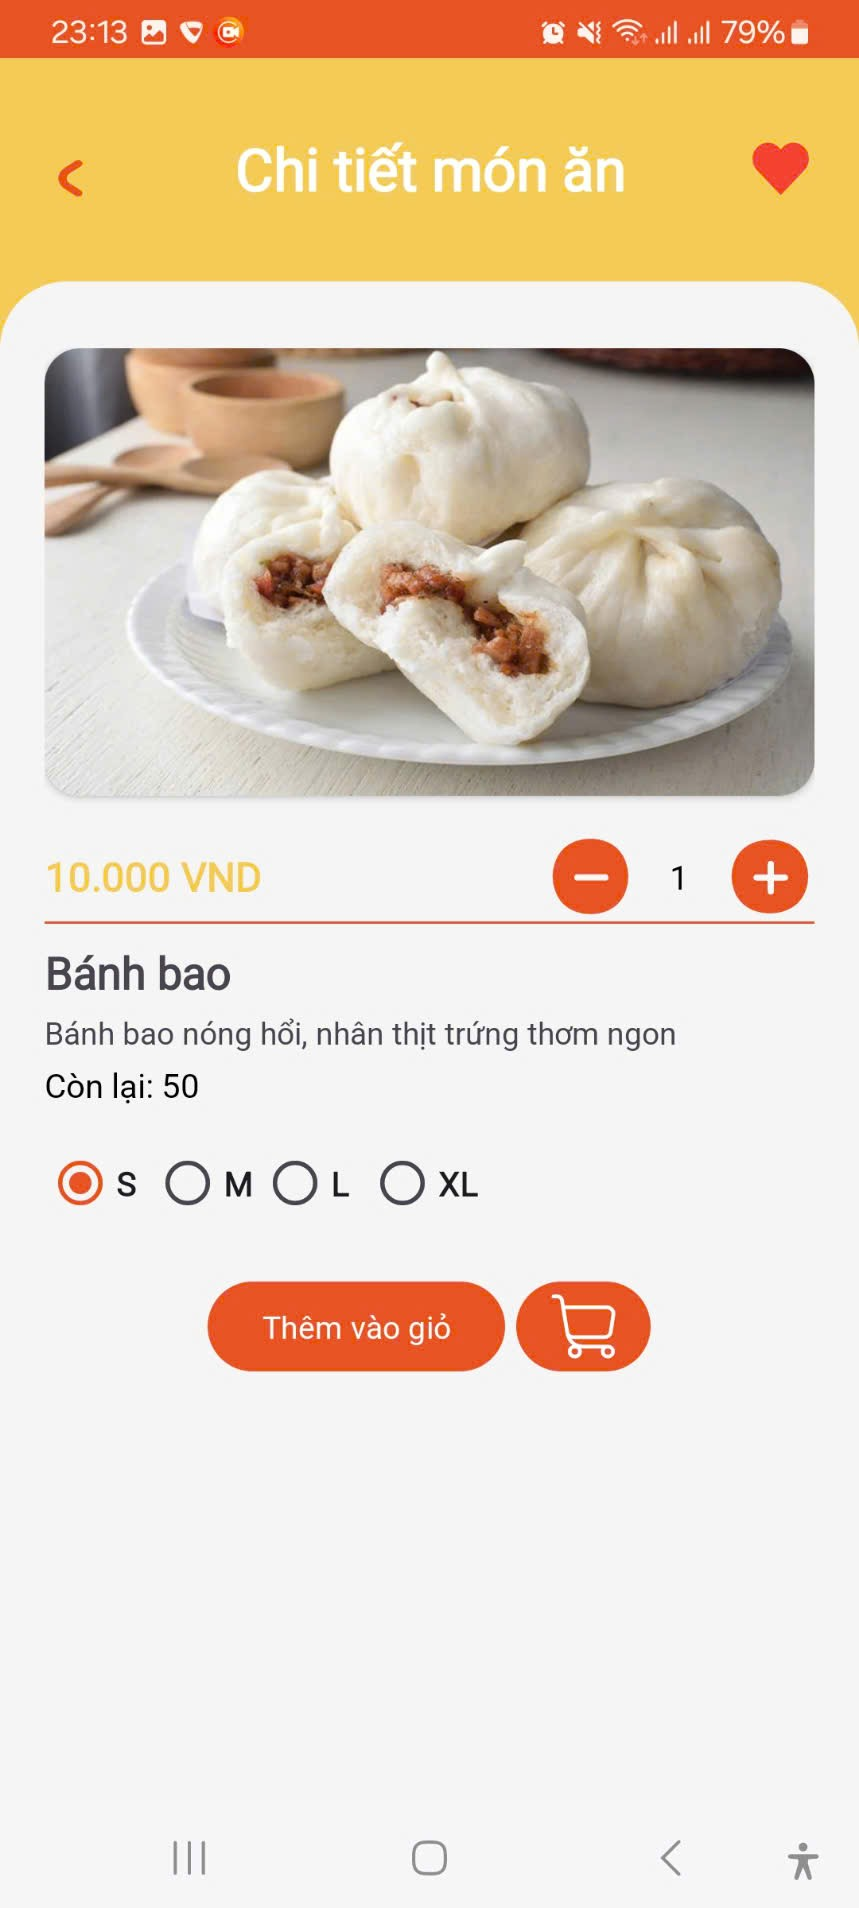 23:13 79%
Chi tiết món ăn
10.000 VND 1
Bánh bao
Bánh bao nóng hổi, nhân thịt trứng thơm ngon
Còn lại: 50
S M L XL
Thêm vào giỏ